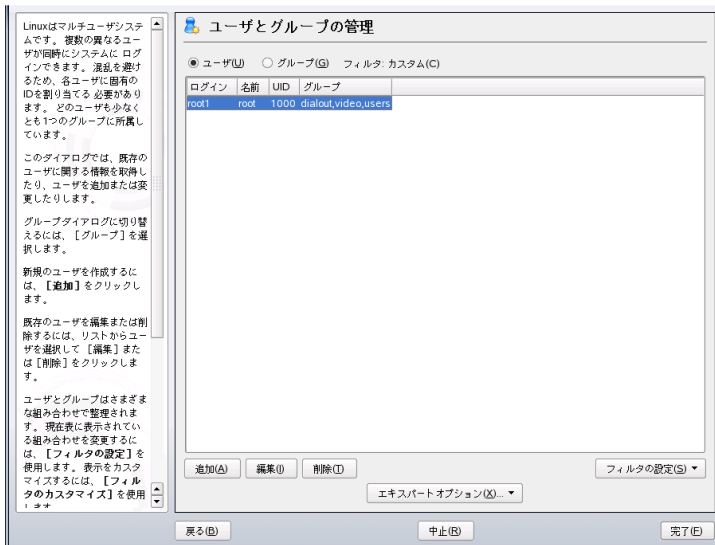 Linuxはマルチユーザシステ
ムです。 複数の異なるユー
ザが同時にシステムに ログ
インできます。 混乱を避け
るため、各ユーザに固有の
IDを割り当てる 必要があり
ます。 どのユーザも少なく
とも1つのグループに所属し
ています。
このダイアログでは、既存の
ユーザに関する情報を取得し
たり、ユーザを追加または変
更したりします。
グループダイアログに切り替
えるには、［グループ］を選
択します。
新規のユーザを作成するに
は、［追加］をクリックし
ます。
既存のユーザを編集または削
除するには、リストからユー
ザを選択して［編集］また
は［削除］をクリックしま
す。
ユーザとグループはさまざま
な組み合わせで整理されま
す。 現在表に表示されてい
る組み合わせを変更するに
は、［フィルタの設定］を
使用します。 表示をカスタ
マイズするには、［フィル
タのカスタマイズ］を使用
します
ユーザとグループの管理
ユーザ(U) グループ(G) フィルタ: カスタム(C)
ログイン 名前 UID グループ
root1 root 1000 dialout,video,users
追加(A) 編集(I) 削除(T) フィルタの設定(S)
エキスパートオプション(X)...
戻る(B) 中止(R) 完了(F)